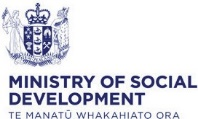 MINISTRY OF SOCIAL
DEVELOPMENT
TE MANATŪ WHAKAHIATO ORA